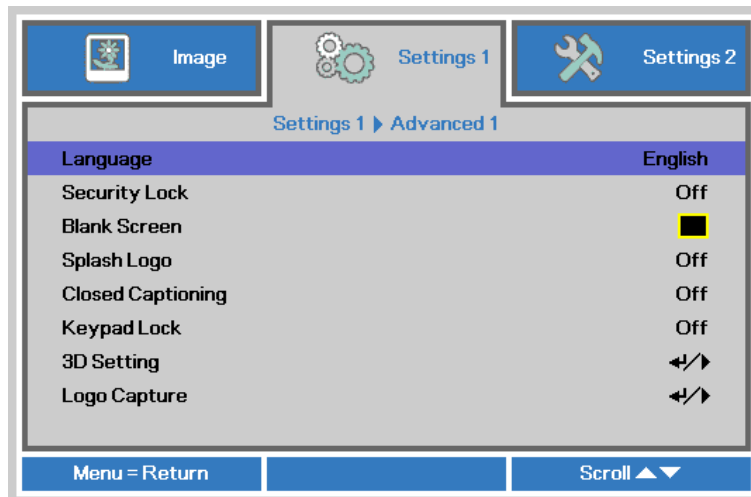 Image
Settings 1
Settings 2
Settings 1 ▶ Advanced 1
Language English
Security Lock Off
Blank Screen
Splash Logo Off
Closed Captioning Off
Keypad Lock Off
3D Setting ↵/▶
Logo Capture ↵/▶
Menu = Return Scroll ▲▼